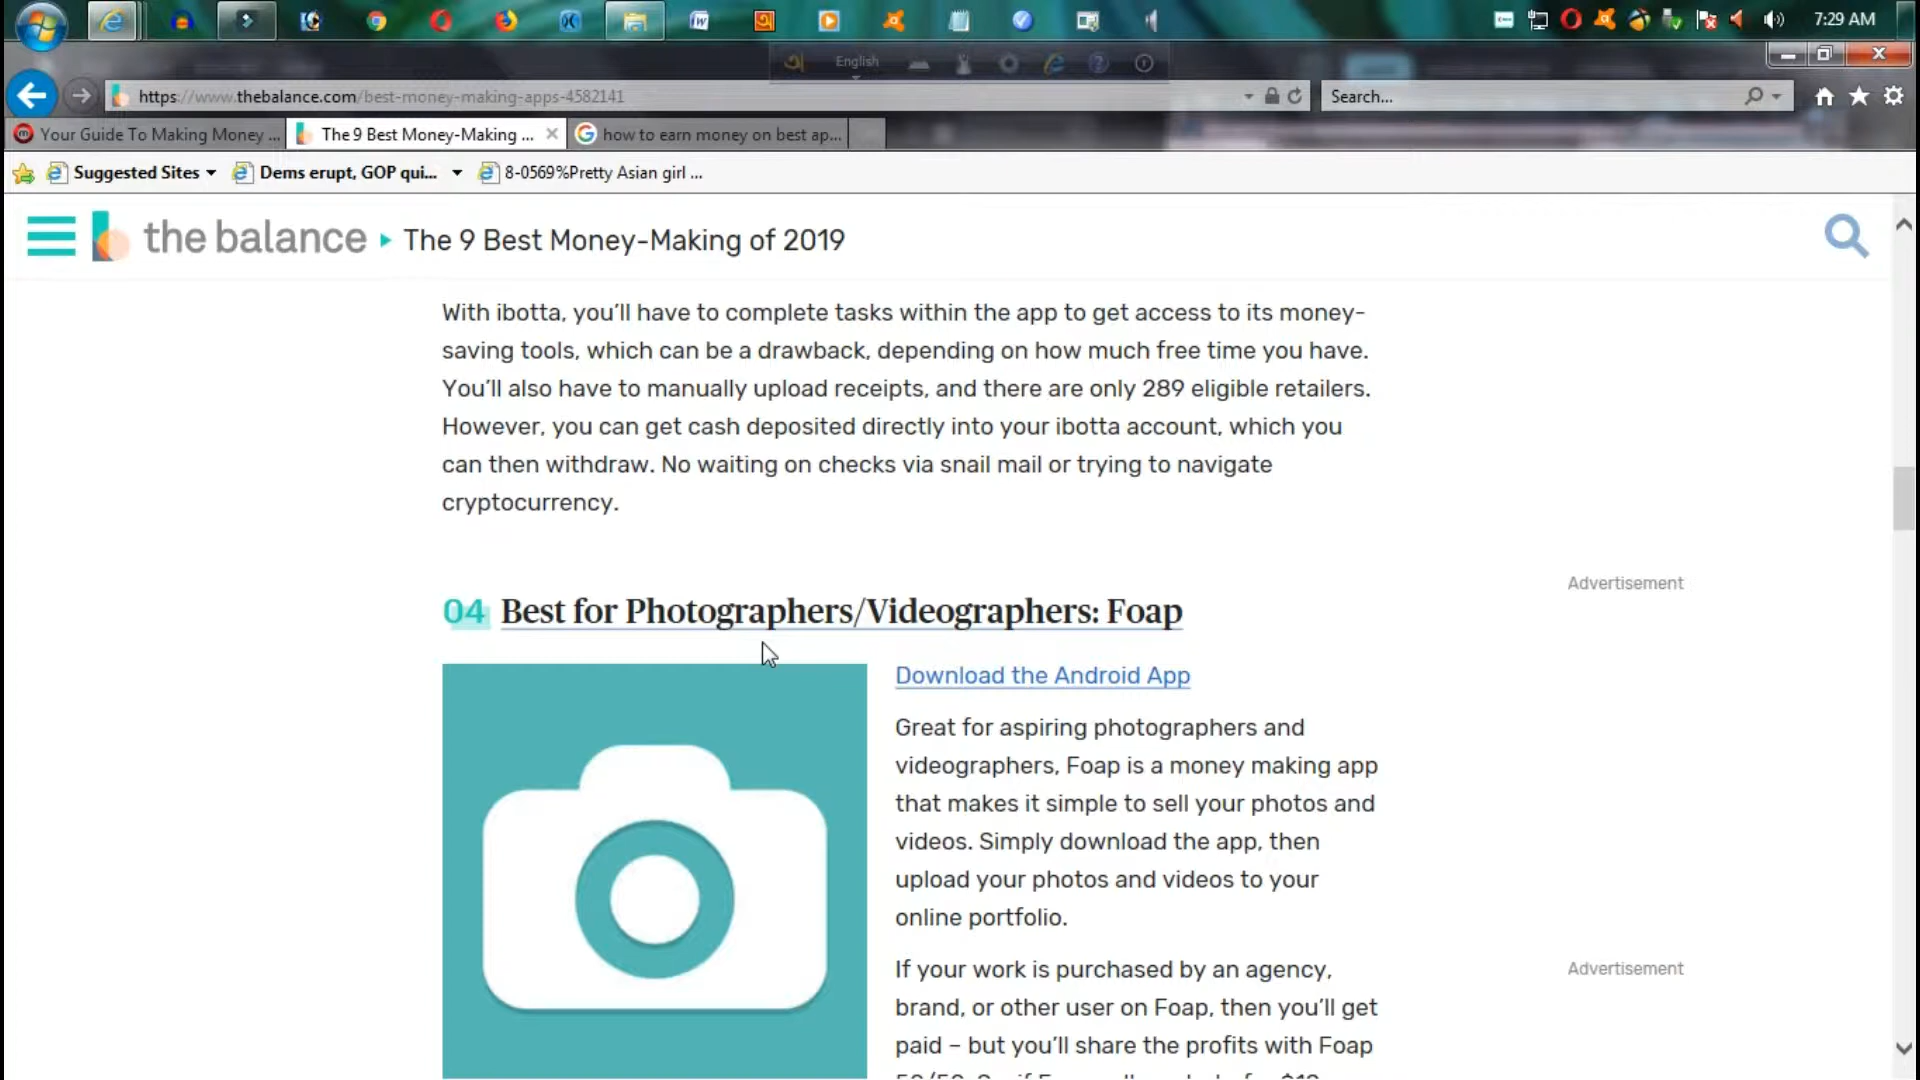 7:29 AM
English
https://www.thebalance.com/best-money-making-apps-4582141
Search...
Your Guide To Making Money ...
The 9 Best Money-Making ...
how to earn money on best ap...
Suggested Sites
Dems erupt, GOP qui...
8-0569%Pretty Asian girl ...
the balance
The 9 Best Money-Making of 2019
With ibotta, you’ll have to complete tasks within the app to get access to its money-
saving tools, which can be a drawback, depending on how much free time you have.
You’ll also have to manually upload receipts, and there are only 289 eligible retailers.
However, you can get cash deposited directly into your ibotta account, which you
can then withdraw. No waiting on checks via snail mail or trying to navigate
cryptocurrency.
Advertisement
04 Best for Photographers/Videographers: Foap
Download the Android App
Great for aspiring photographers and
videographers, Foap is a money making app
that makes it simple to sell your photos and
videos. Simply download the app, then
upload your photos and videos to your
online portfolio.
If your work is purchased by an agency,
Advertisement
brand, or other user on Foap, then you’ll get
paid – but you’ll share the profits with Foap